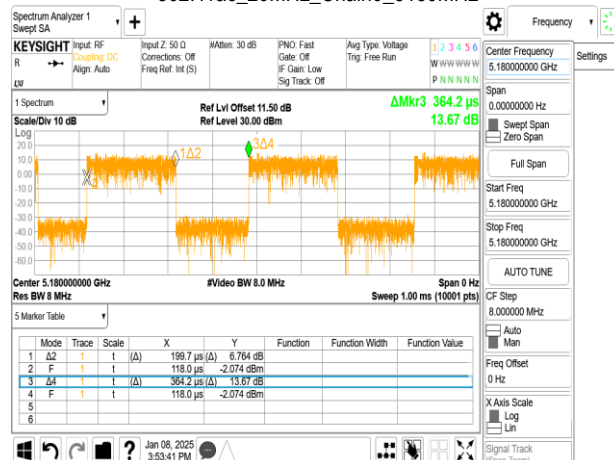 Spectrum Analyzer 1
Swept SA
Frequency
Settings
KEYSIGHT
R
Input: RF
Coupling: DC
Align: Auto
Input Z: 50 Ω
Corrections: Off
Freq Ref: Int (S)
#Atten: 30 dB
PNO: Fast
Gate: Off
IF Gain: Low
Sig Track: Off
Avg Type: Voltage
Trig: Free Run
1 2 3 4 5 6
W W W W W W
P N N N N N
LXI
1 Spectrum
Scale/Div 10 dB
Ref Lvl Offset 11.50 dB
Ref Level 30.00 dBm
ΔMkr3 364.2 µs
13.67 dB
Log
20.0
10.0
0.00
-10.0
-20.0
-30.0
-40.0
-50.0
-60.0
1Δ2
3Δ4
Center 5.180000000 GHz
Res BW 8 MHz
#Video BW 8.0 MHz
Span 0 Hz
Sweep 1.00 ms (10001 pts)
5 Marker Table
Mode Trace Scale X Y Function Function Width Function Value
1 Δ2 1 t (Δ) 199.7 µs (Δ) 6.764 dB
2 F 1 t 118.0 µs -2.074 dBm
3 Δ4 1 t (Δ) 364.2 µs (Δ) 13.67 dB
4 F 1 t 118.0 µs -2.074 dBm
5
6
Jan 08, 2025
3:53:41 PM
Center Frequency
5.180000000 GHz
Span
0.00000000 Hz
Swept Span
Zero Span
Full Span
Start Freq
5.180000000 GHz
Stop Freq
5.180000000 GHz
AUTO TUNE
CF Step
8.000000 MHz
Auto
Man
Freq Offset
0 Hz
X Axis Scale
Log
Lin
Signal Track